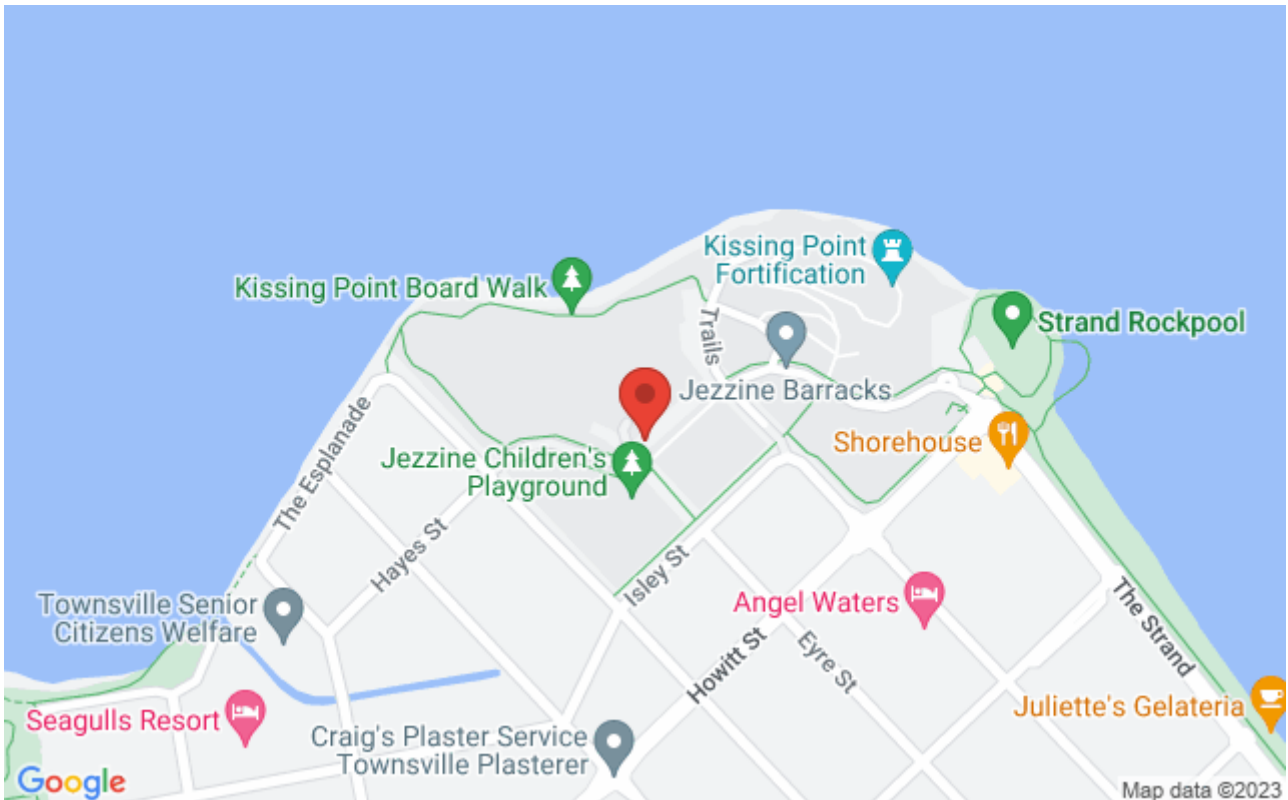 Kissing Point
Fortification
Kissing Point Board Walk
Strand Rockpool
Trails
Jezzine Barracks
Shorehouse
Jezzine Children's
Playground
The Esplanade
Hayes St
Isley St
Townsville Senior
Citizens Welfare
Angel Waters
The Strand
Howitt St
Eyre St
Seagulls Resort
Juliette's Gelateria
Craig's Plaster Service
Townsville Plasterer
Google
Map data ©2023